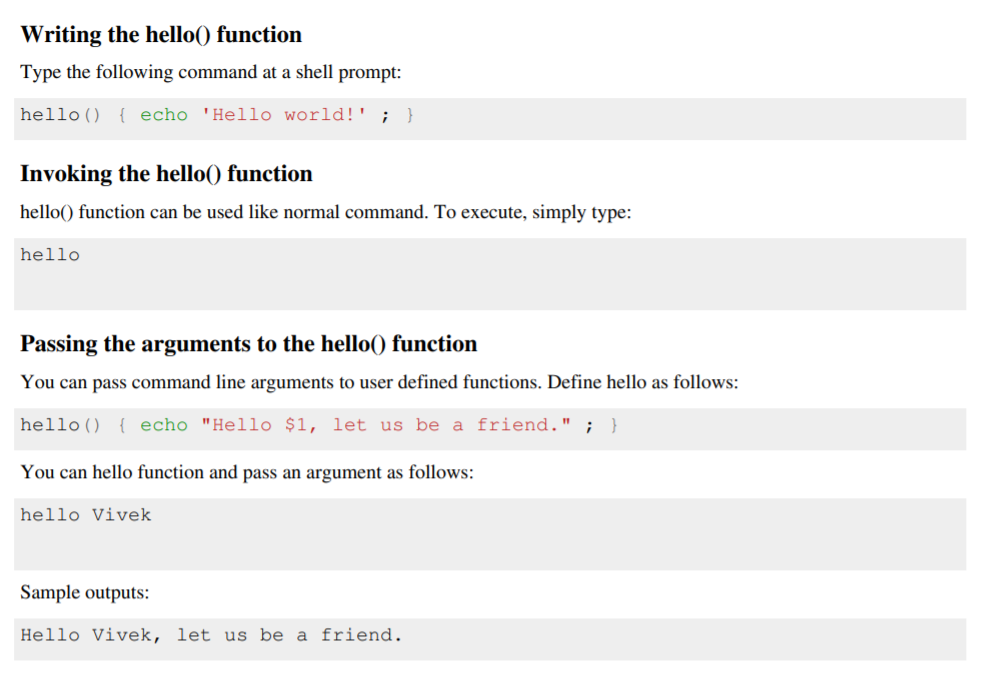 Writing the hello() function
Type the following command at a shell prompt:
hello() { echo 'Hello world!' ; }
Invoking the hello() function
hello() function can be used like normal command. To execute, simply type:
hello
Passing the arguments to the hello() function
You can pass command line arguments to user defined functions. Define hello as follows:
hello() { echo "Hello $1, let us be a friend." ; }
You can hello function and pass an argument as follows:
hello Vivek
Sample outputs:
Hello Vivek, let us be a friend.